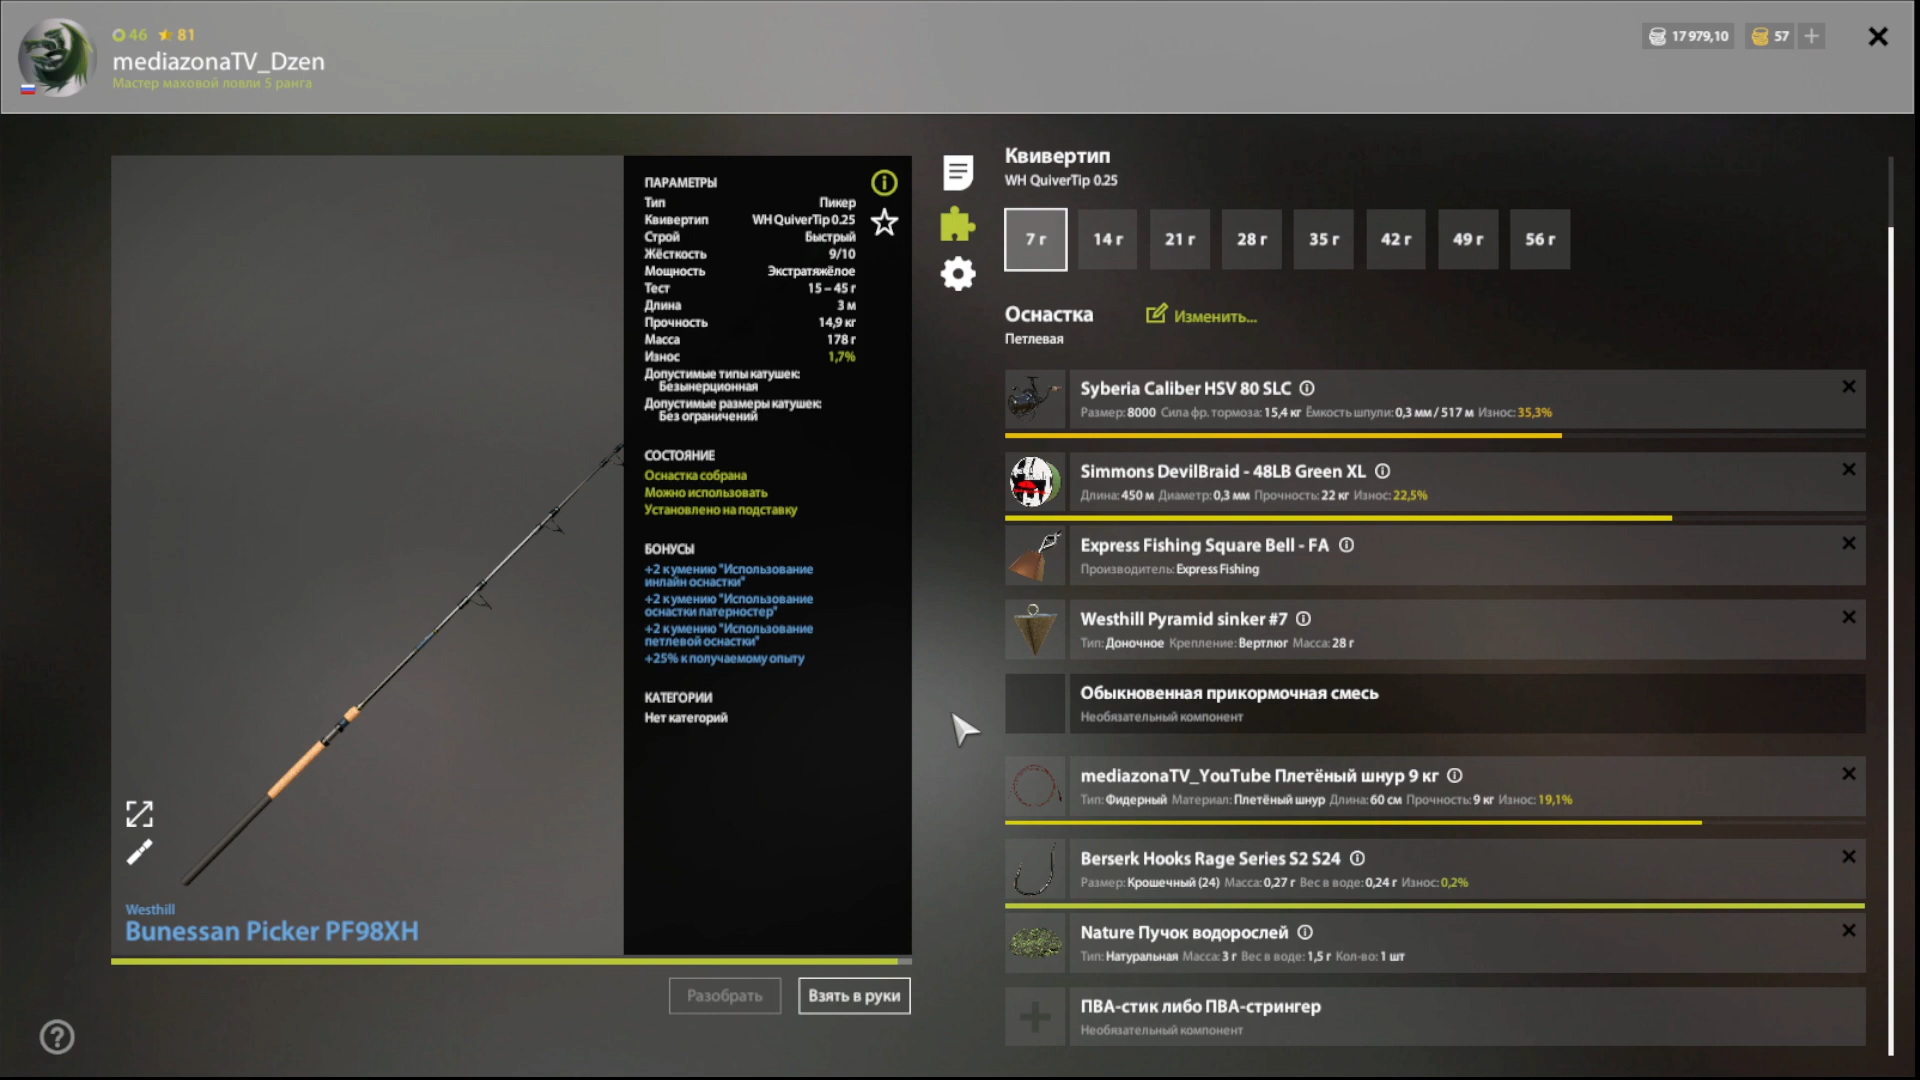 46 81
mediazonaTV_Dzen
Мастер маховой ловли 5 ранга
17 979,10 57
ПАРАМЕТРЫ
Тип Пикер
Квивертип WH QuiverTip 0.25
Строй Быстрый
Жёсткость 9/10
Мощность Экстратяжёлое
Тест 15 – 45 г
Длина 3 м
Прочность 14,9 кг
Масса 178 г
Износ 1,7%
Допустимые типы катушек:
Безынерционная
Допустимые размеры катушек:
Без ограничений
СОСТОЯНИЕ
Оснастка собрана
Можно использовать
Установлено на подставку
БОНУСЫ
+2 к умению "Использование
инлайн оснастки"
+2 к умению "Использование
оснастки патерностер"
+2 к умению "Использование
петлевой оснастки"
+25% к получаемому опыту
КАТЕГОРИИ
Нет категорий
Westhill
Bunessan Picker PF98XH
Разобрать Взять в руки
Квивертип
WH QuiverTip 0.25
7 г 14 г 21 г 28 г 35 г 42 г 49 г 56 г
Оснастка Изменить...
Петлевая
Syberia Caliber HSV 80 SLC
Размер: 8000 Сила фр. тормоза: 15,4 кг Ёмкость шпули: 0,3 мм / 517 м Износ: 35,3%
Simmons DevilBraid - 48LB Green XL
Длина: 450 м Диаметр: 0,3 мм Прочность: 22 кг Износ: 22,5%
Express Fishing Square Bell - FA
Производитель: Express Fishing
Westhill Pyramid sinker #7
Тип: Доночное Крепление: Вертлюг Масса: 28 г
Обыкновенная прикормочная смесь
Необязательный компонент
mediazonaTV_YouTube Плетёный шнур 9 кг
Тип: Фидерный Материал: Плетёный шнур Длина: 60 см Прочность: 9 кг Износ: 19,1%
Berserk Hooks Rage Series S2 S24
Размер: Крошечный (24) Масса: 0,27 г Вес в воде: 0,24 г Износ: 0,2%
Nature Пучок водорослей
Тип: Натуральная Масса: 3 г Вес в воде: 1,5 г Кол-во: 1 шт
ПВА-стик либо ПВА-стрингер
Необязательный компонент